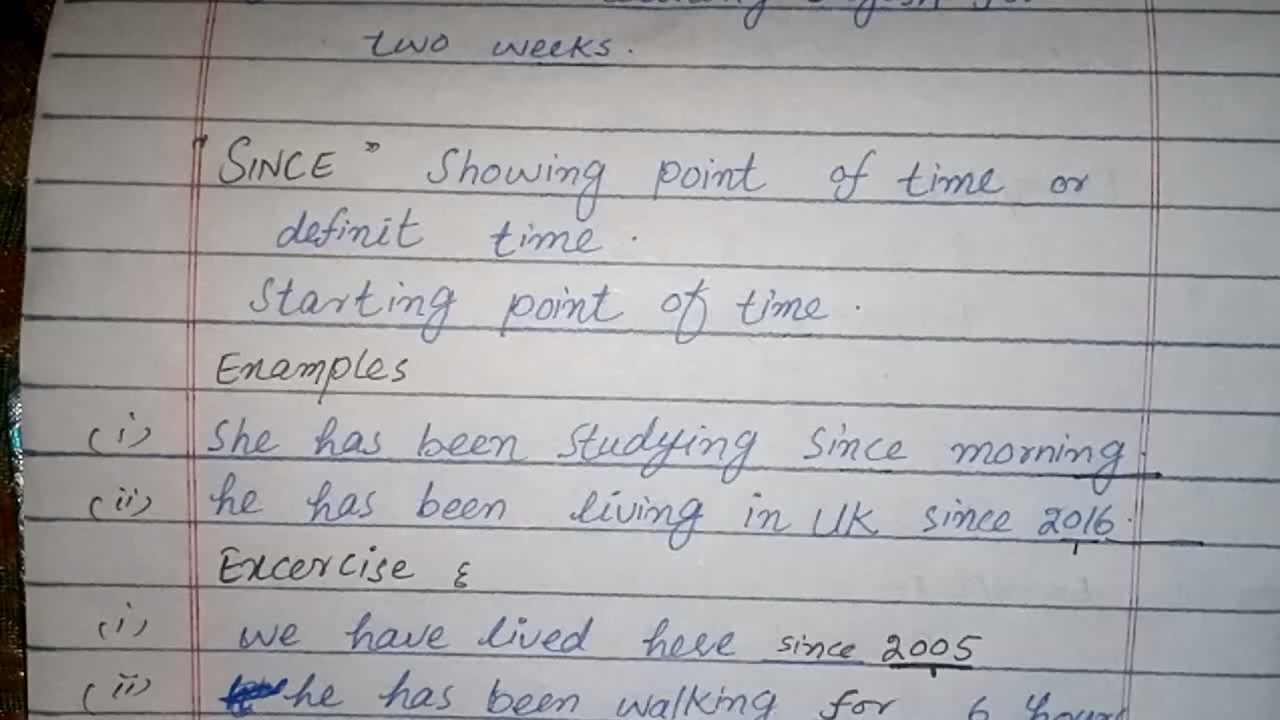 two weeks.
"SINCE" Showing point of time or
definit time.
Starting point of time.
Examples
(i) She has been studying since morning.
(ii) he has been living in UK since 2016.
Excercise :
(i) we have lived here since 2005
(ii) he has been walking for 6 hours